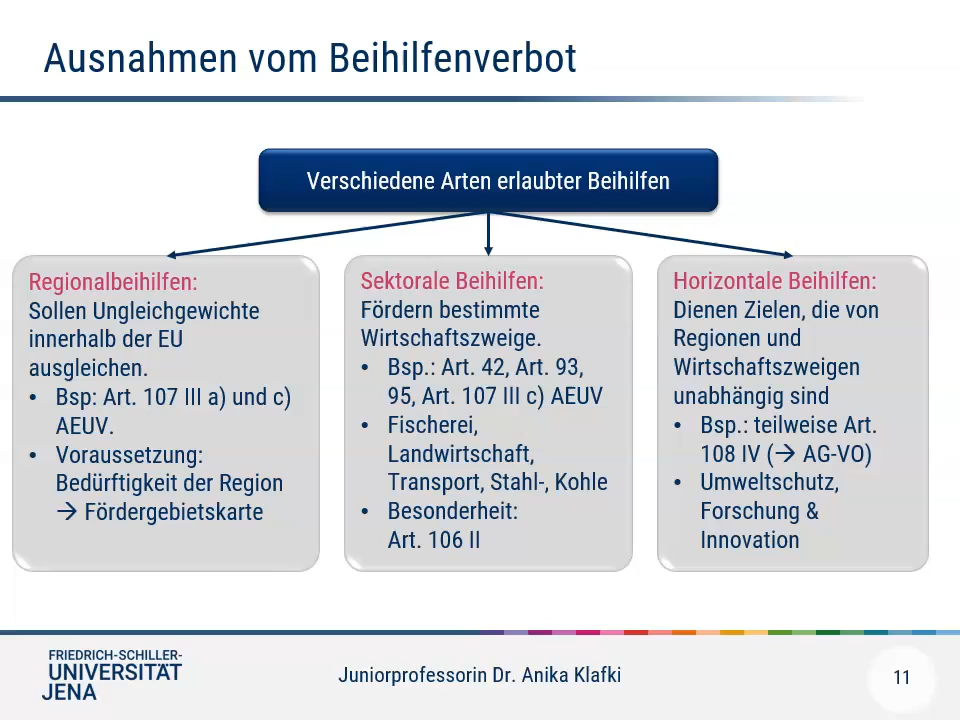 Ausnahmen vom Beihilfenverbot
Verschiedene Arten erlaubter Beihilfen
Regionalbeihilfen:
Sollen Ungleichgewichte
innerhalb der EU
ausgleichen.
• Bsp: Art. 107 III a) und c)
AEUV.
• Voraussetzung:
Bedürftigkeit der Region
→ Fördergebietskarte
Sektorale Beihilfen:
Fördern bestimmte
Wirtschaftszweige.
• Bsp.: Art. 42, Art. 93,
95, Art. 107 III c) AEUV
• Fischerei,
Landwirtschaft,
Transport, Stahl-, Kohle
• Besonderheit:
Art. 106 II
Horizontale Beihilfen:
Dienen Zielen, die von
Regionen und
Wirtschaftszweigen
unabhängig sind
• Bsp.: teilweise Art.
108 IV (→ AG-VO)
• Umweltschutz,
Forschung &
Innovation
FRIEDRICH-SCHILLER-
UNIVERSITÄT
JENA
Juniorprofessorin Dr. Anika Klafki
11